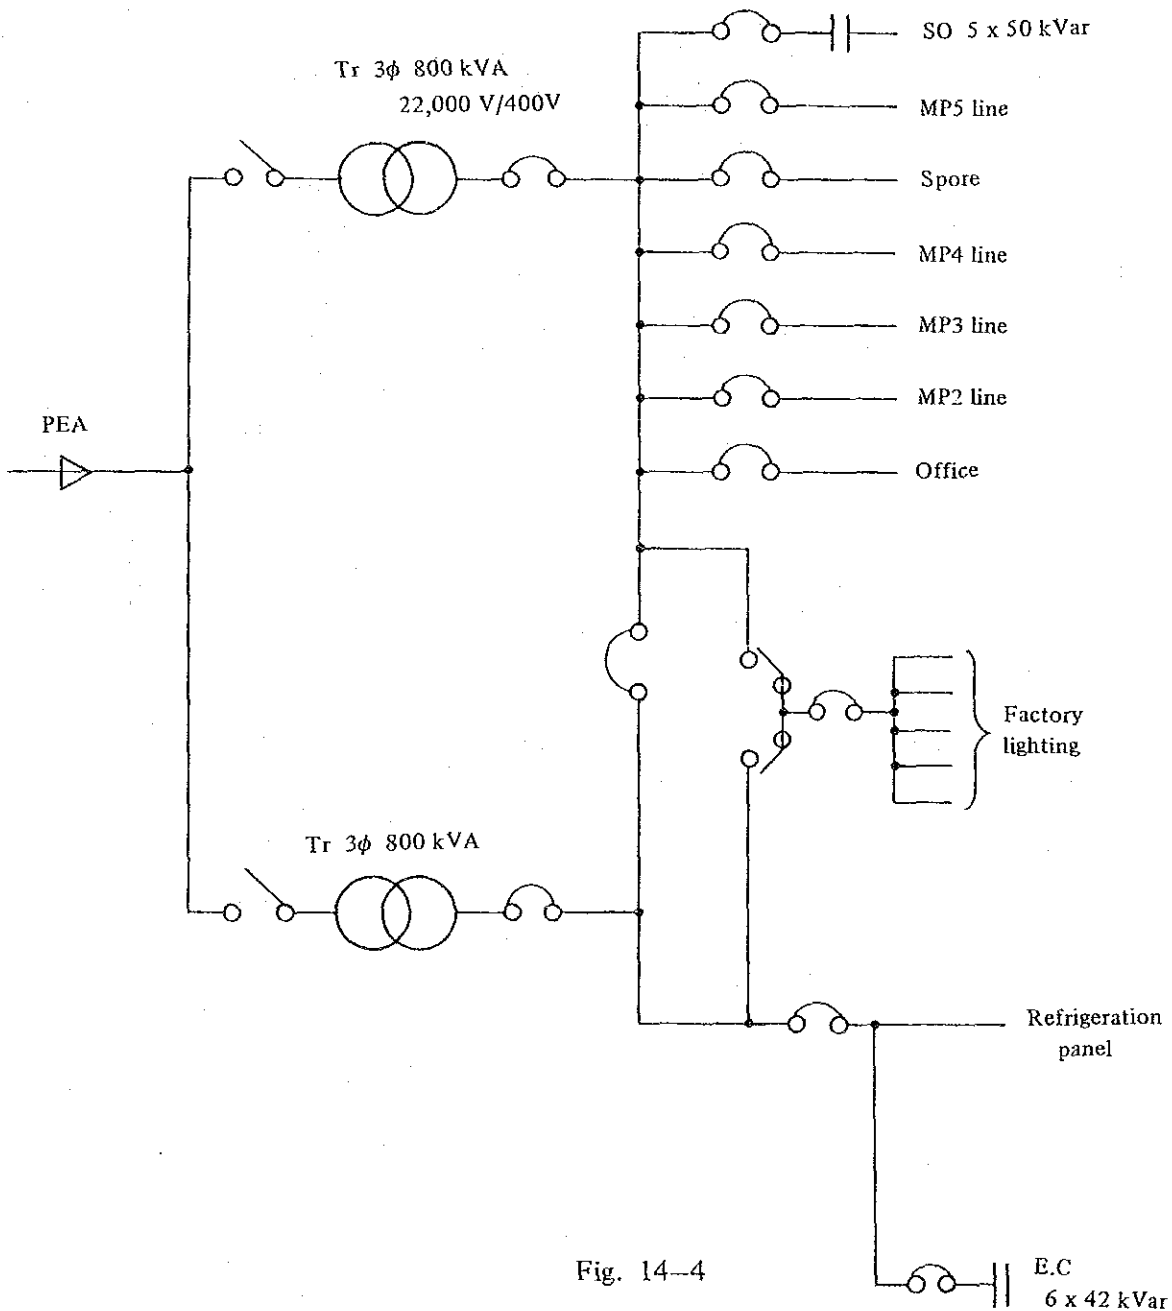 SO 5 x 50 kVar
Tr 3ϕ 800 kVA
22,000 V/400V
MP5 line
Spore
MP4 line
MP3 line
MP2 line
PEA
Office
Factory
lighting
Tr 3ϕ 800 kVA
Refrigeration
panel
Fig. 14–4
E.C
6 x 42 kVar